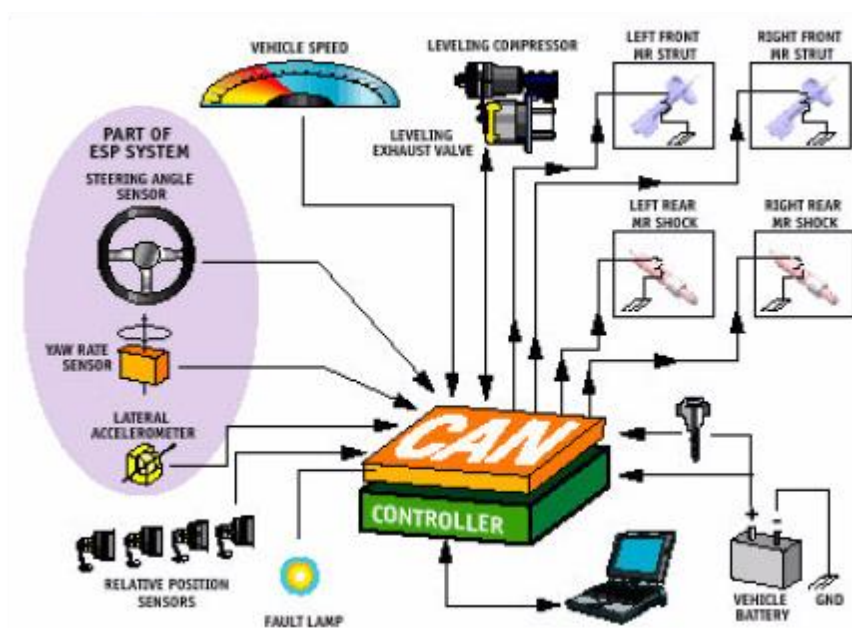 VEHICLE SPEED
LEVELING COMPRESSOR
LEFT FRONT
MR STRUT
RIGHT FRONT
MR STRUT
PART OF
ESP SYSTEM
LEVELING
EXHAUST VALVE
STEERING ANGLE
SENSOR
LEFT REAR
MR SHOCK
RIGHT REAR
MR SHOCK
YAW RATE
SENSOR
LATERAL
ACCELEROMETER
CAN
CONTROLLER
+ -
RELATIVE POSITION
SENSORS
FAULT LAMP
VEHICLE
BATTERY
GND